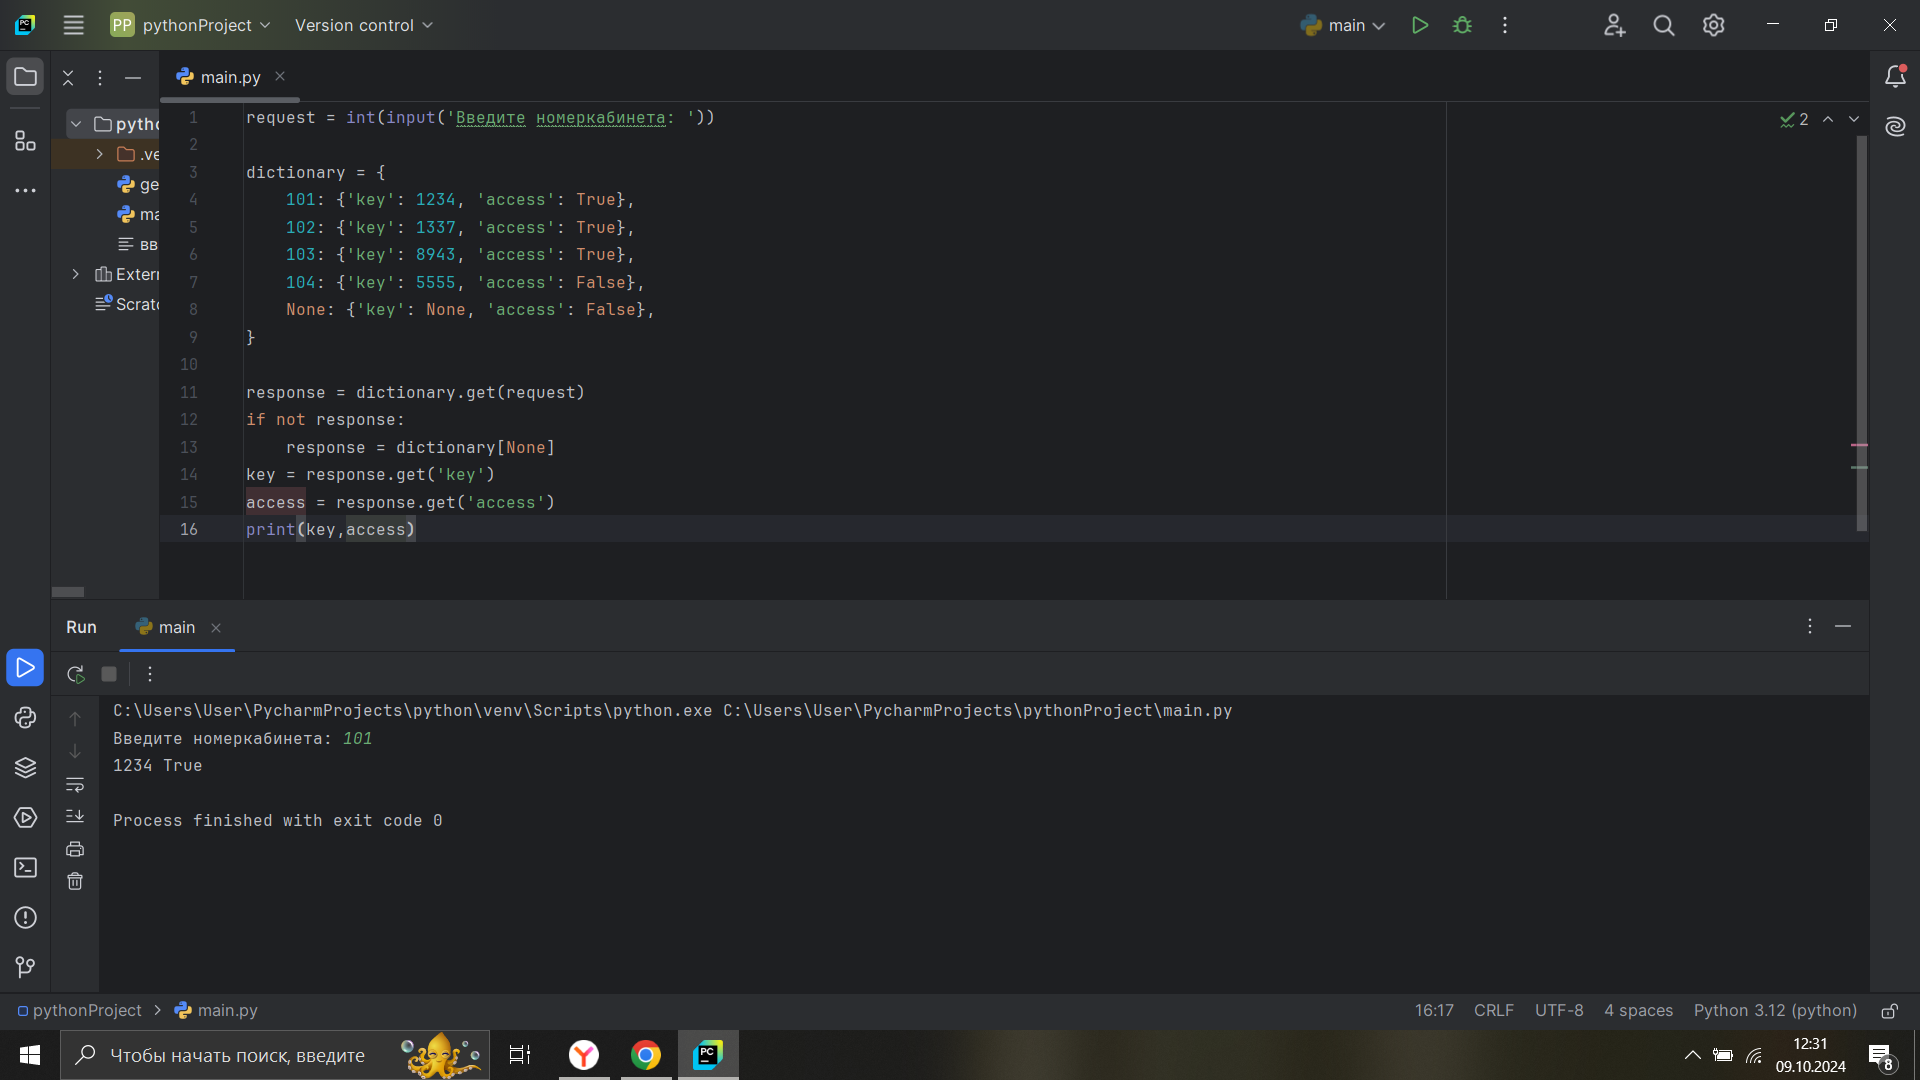 PP pythonProject Version control main
main.py
pytho
.ve
ge
ma
вв
Extern
Scratc
1 request = int(input('Введите номеркабинета: '))
2
3 dictionary = {
4     101: {'key': 1234, 'access': True},
5     102: {'key': 1337, 'access': True},
6     103: {'key': 8943, 'access': True},
7     104: {'key': 5555, 'access': False},
8     None: {'key': None, 'access': False},
9 }
10
11 response = dictionary.get(request)
12 if not response:
13     response = dictionary[None]
14 key = response.get('key')
15 access = response.get('access')
16 print(key,access)
2
Run main
C:\Users\User\PycharmProjects\python\venv\Scripts\python.exe C:\Users\User\PycharmProjects\pythonProject\main.py
Введите номеркабинета: 101
1234 True
Process finished with exit code 0
pythonProject main.py 16:17 CRLF UTF-8 4 spaces Python 3.12 (python)
Чтобы начать поиск, введите
12:31
09.10.2024
8